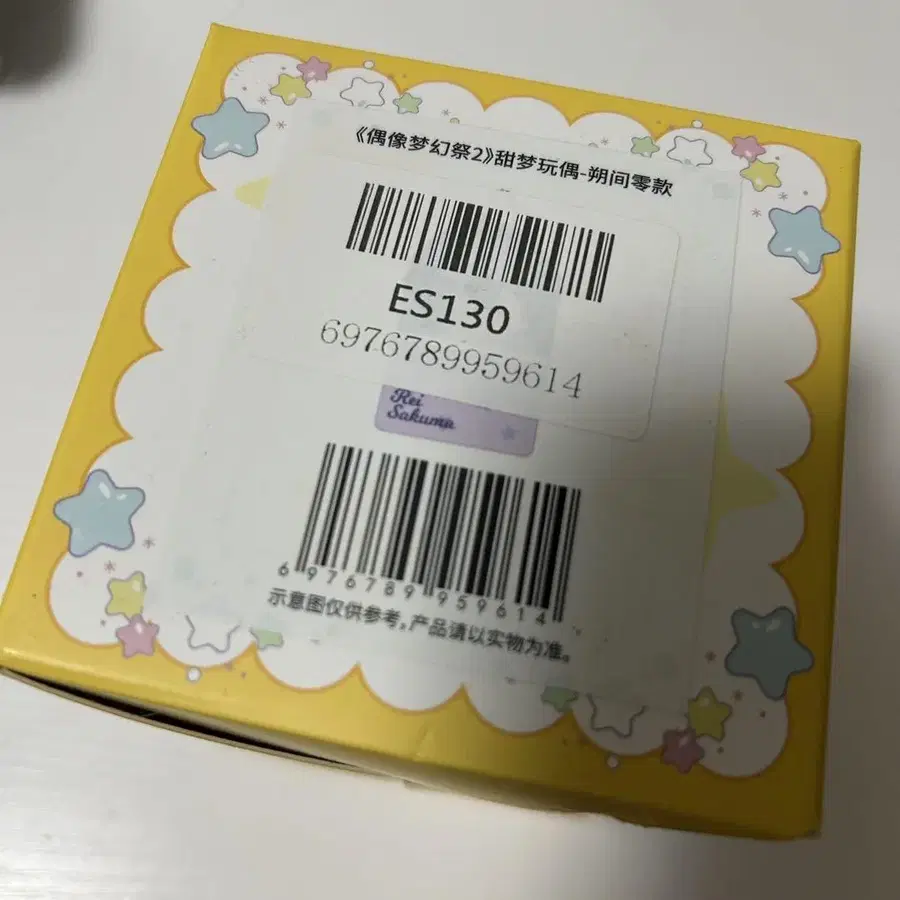 《偶像梦幻祭2》甜梦玩偶-朔间零款
ES130
6976789959614
Rei
Sakuma
6 976789 959614
示意图仅供参考,产品请以实物为准。